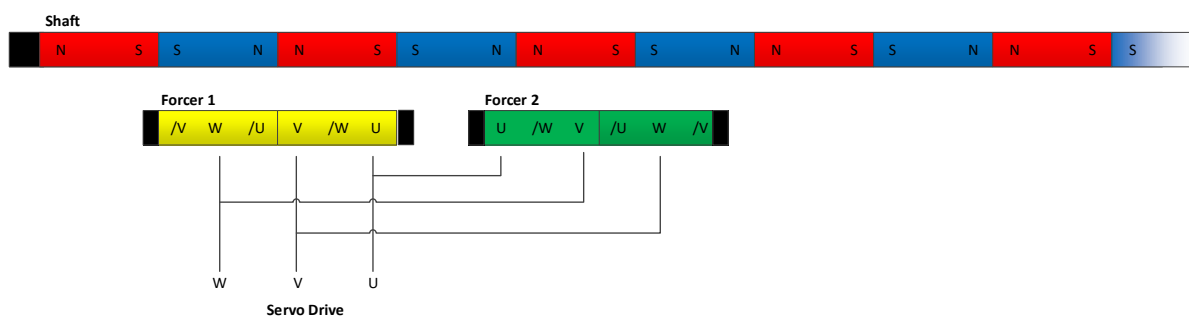 Shaft
N S S N N S S N N S S N N S S N N S S
Forcer 1 Forcer 2
/V W /U V /W U U /W V /U W /V
W V U
Servo Drive